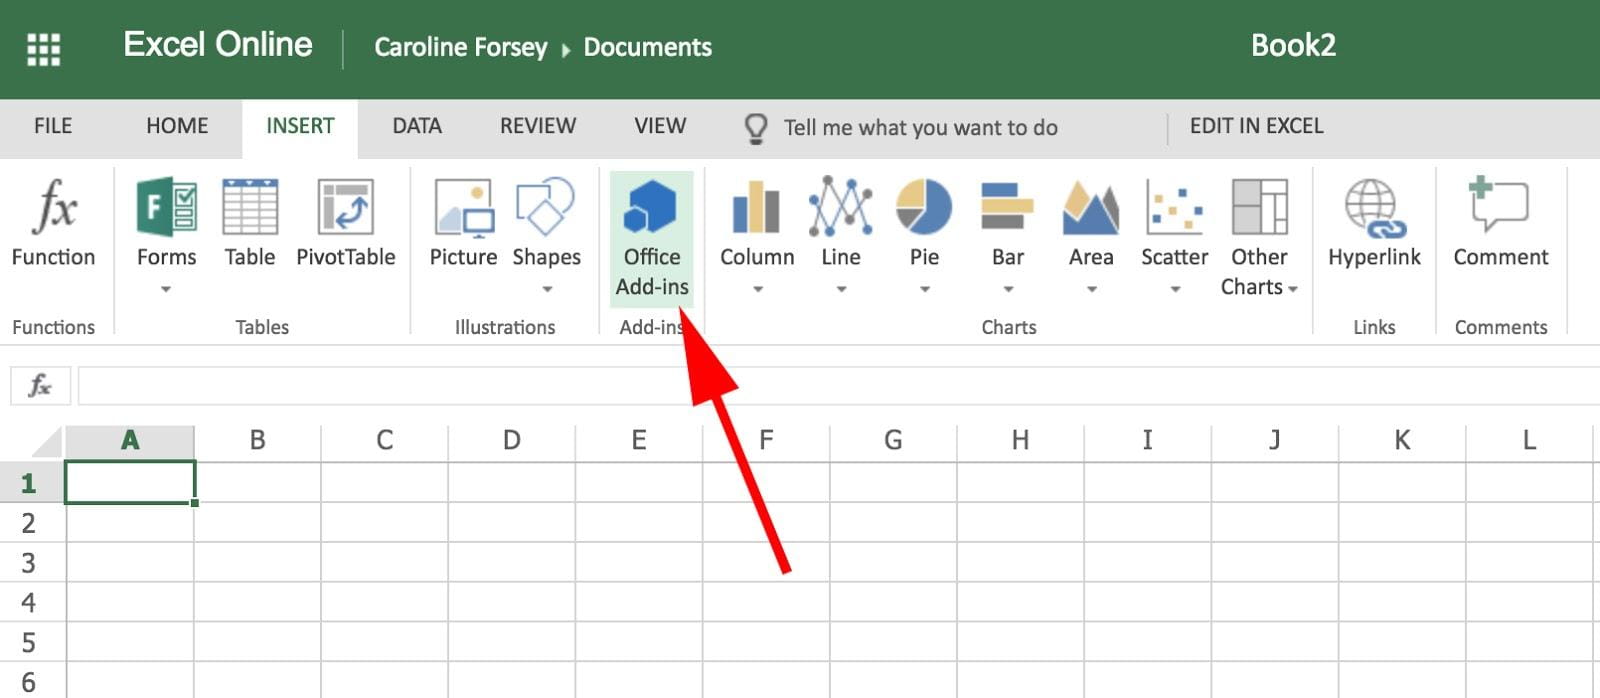 Excel Online Caroline Forsey ▸ Documents Book2
FILE HOME INSERT DATA REVIEW VIEW Tell me what you want to do EDIT IN EXCEL
F
Function Forms Table PivotTable Picture Shapes Office Add-ins Column Line Pie Bar Area Scatter Other Charts Hyperlink Comment
Functions Tables Illustrations Add-ins Charts Links Comments
fx
A B C D E F G H I J K L
1
2
3
4
5
6